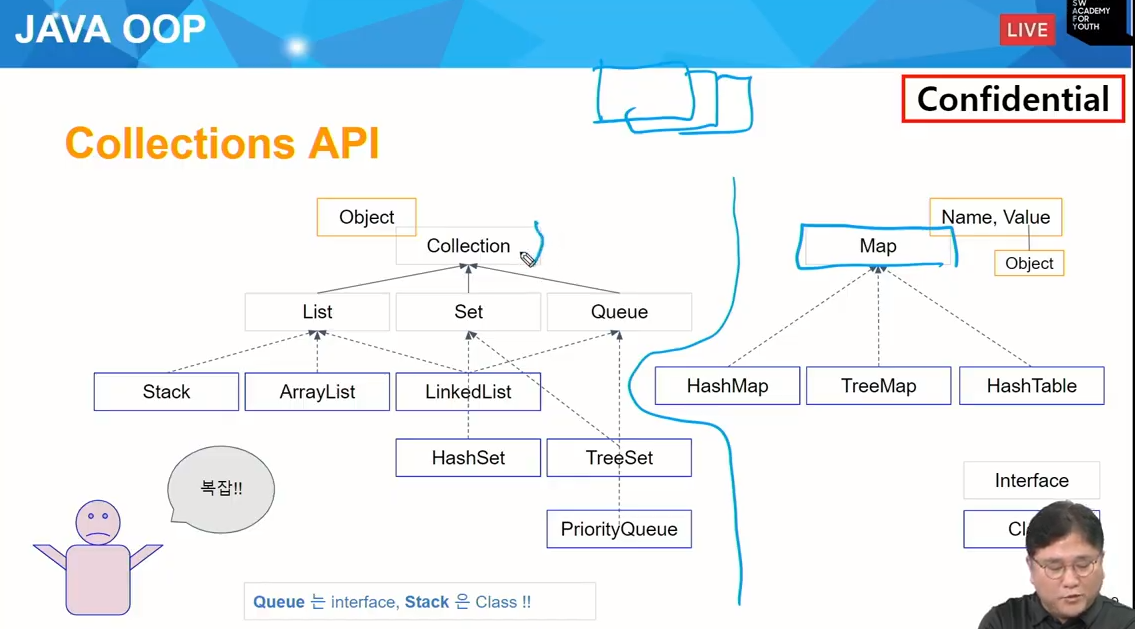 JAVA OOP
LIVE
SW
ACADEMY
FOR
YOUTH
Confidential
Collections API
Object
Collection
Name, Value
Map
Object
List
Set
Queue
Stack
ArrayList
LinkedList
HashMap
TreeMap
HashTable
HashSet
TreeSet
복잡!!
Interface
PriorityQueue
Queue 는 interface, Stack 은 Class !!